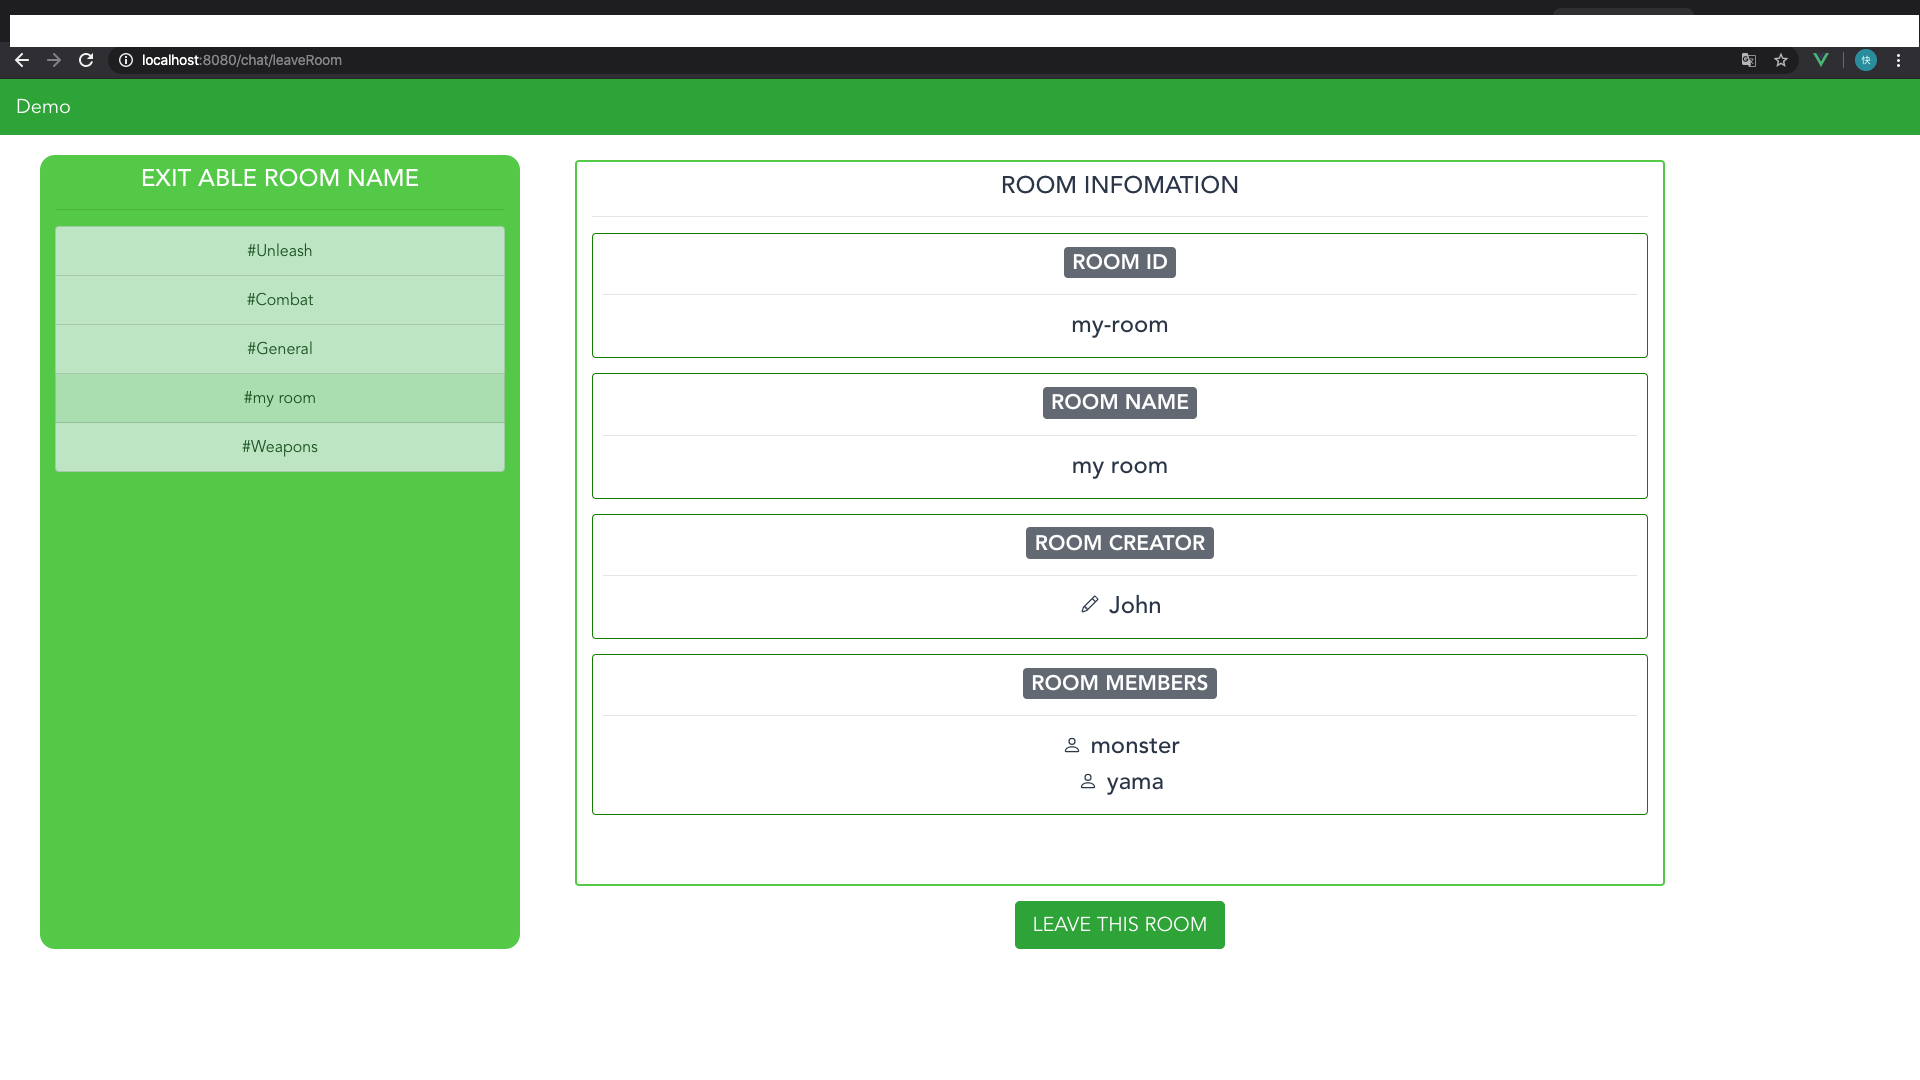 localhost:8080/chat/leaveRoom
快
Demo
EXIT ABLE ROOM NAME
#Unleash
#Combat
#General
#my room
#Weapons
ROOM INFOMATION
ROOM ID
my-room
ROOM NAME
my room
ROOM CREATOR
John
ROOM MEMBERS
monster
yama
LEAVE THIS ROOM